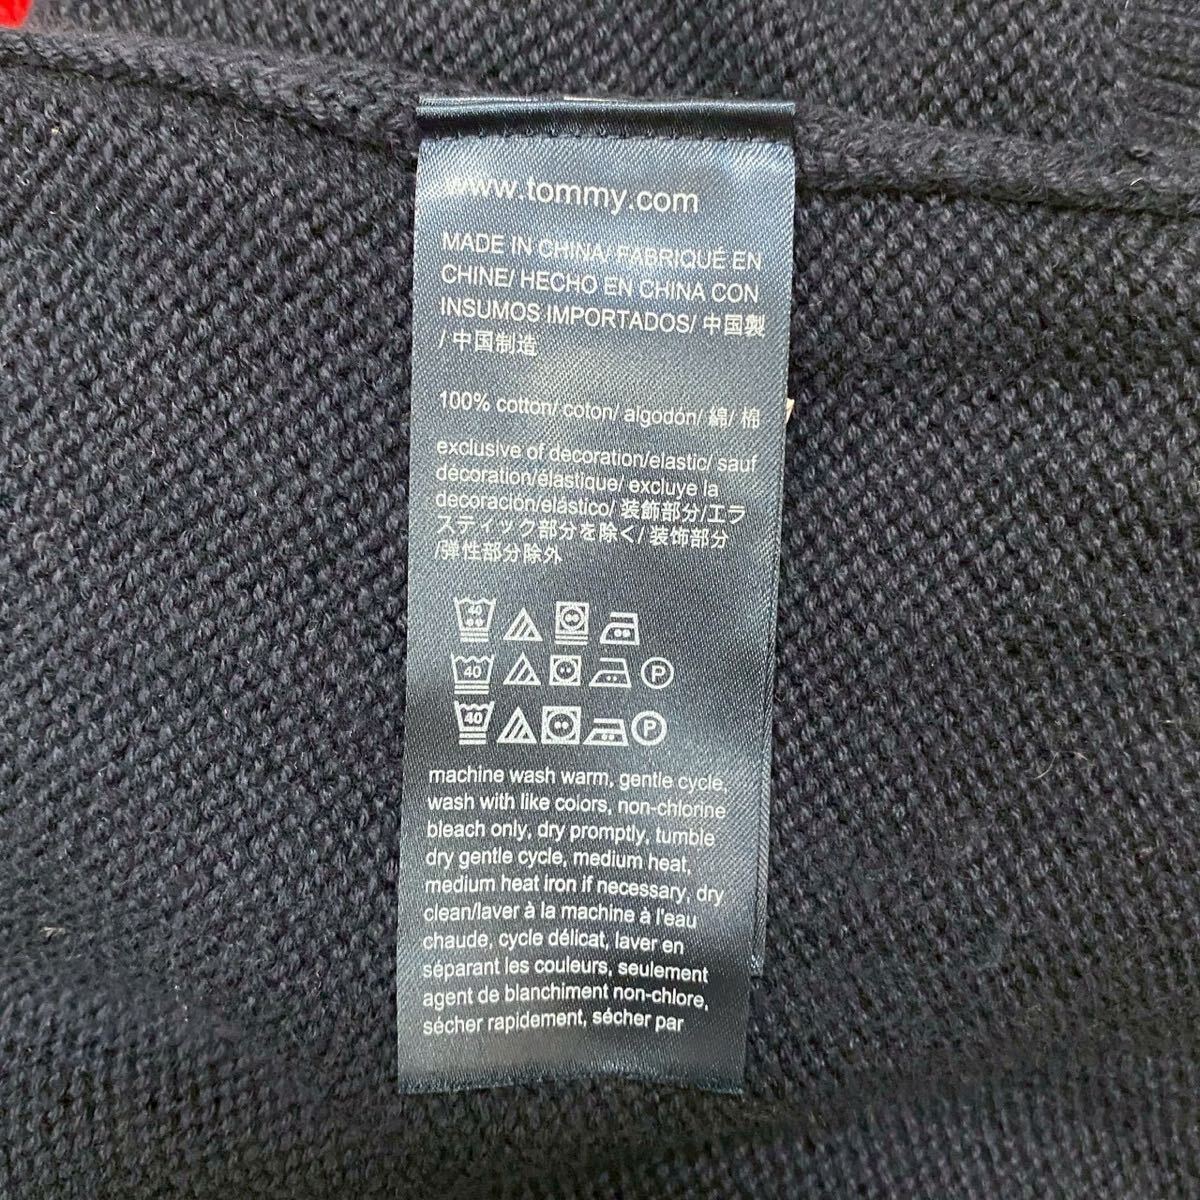 www.tommy.com
MADE IN CHINA/ FABRIQUÉ EN
CHINE/ HECHO EN CHINA CON
INSUMOS IMPORTADOS/ 中国製
/ 中国制造
100% cotton/ coton/ algodón/ 綿/ 棉
exclusive of decoration/elastic/ sauf
décoration/élastique/ excluye la
decoración/elástico/ 装飾部分/エラ
スティック部分を除く/ 装饰部分
/弹性部分除外
40
40 P
40 P
machine wash warm, gentle cycle,
wash with like colors, non-chlorine
bleach only, dry promptly, tumble
dry gentle cycle, medium heat,
medium heat iron if necessary, dry
clean/laver à la machine à l'eau
chaude, cycle délicat, laver en
séparant les couleurs, seulement
agent de blanchiment non-chlore,
sécher rapidement, sécher par